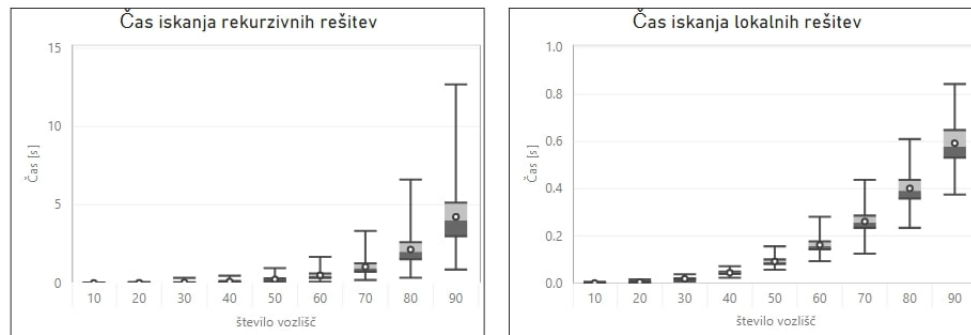 Čas iskanja rekurzivnih rešitev
15
10
5
0
Čas [s]
10 20 30 40 50 60 70 80 90
število vozlišč
Čas iskanja lokalnih rešitev
1.0
0.8
0.6
0.4
0.2
0.0
Čas [s]
10 20 30 40 50 60 70 80 90
število vozlišč